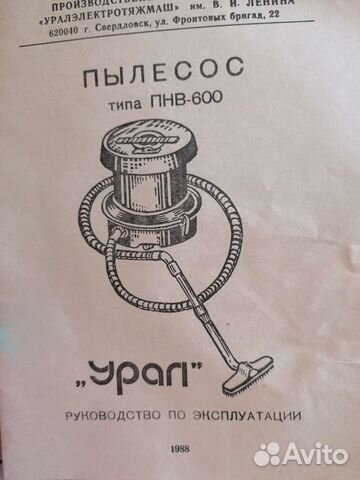 ПРОИЗВОДСТВЕН
«УРАЛЭЛЕКТРОТЯЖМАШ» им. В. И. ЛЕНИНА
620040 г. Свердловск, ул. Фронтовых бригад, 22
ПЫЛЕСОС
типа ПНВ-600
„Урал"
РУКОВОДСТВО ПО ЭКСПЛУАТАЦИИ
1988
Avito